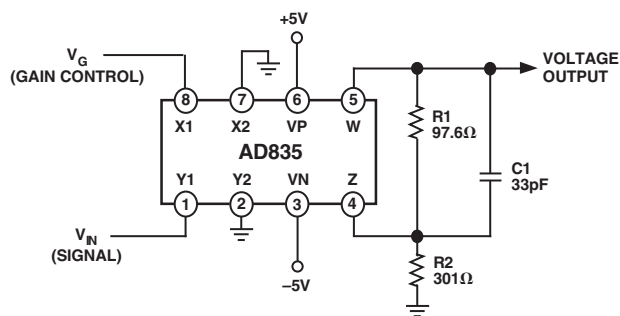 +5V
V_G
(GAIN CONTROL)
VOLTAGE
OUTPUT
8 7 6 5
X1 X2 VP W
R1
97.6Ω
AD835
C1
33pF
Y1 Y2 VN Z
1 2 3 4
V_IN
(SIGNAL)
R2
301Ω
–5V